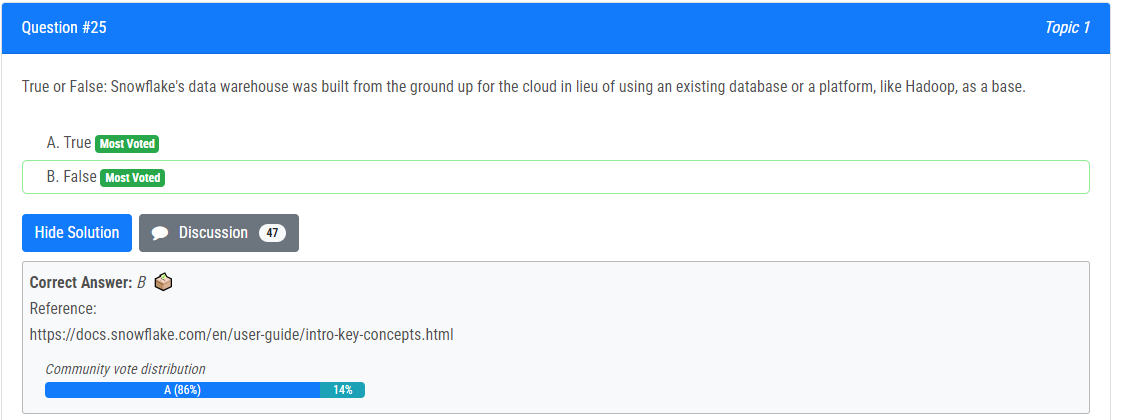 Question #25 Topic 1
True or False: Snowflake's data warehouse was built from the ground up for the cloud in lieu of using an existing database or a platform, like Hadoop, as a base.
A. True Most Voted
B. False Most Voted
Hide Solution Discussion 47
Correct Answer: B
Reference:
https://docs.snowflake.com/en/user-guide/intro-key-concepts.html
Community vote distribution
A (86%) 14%